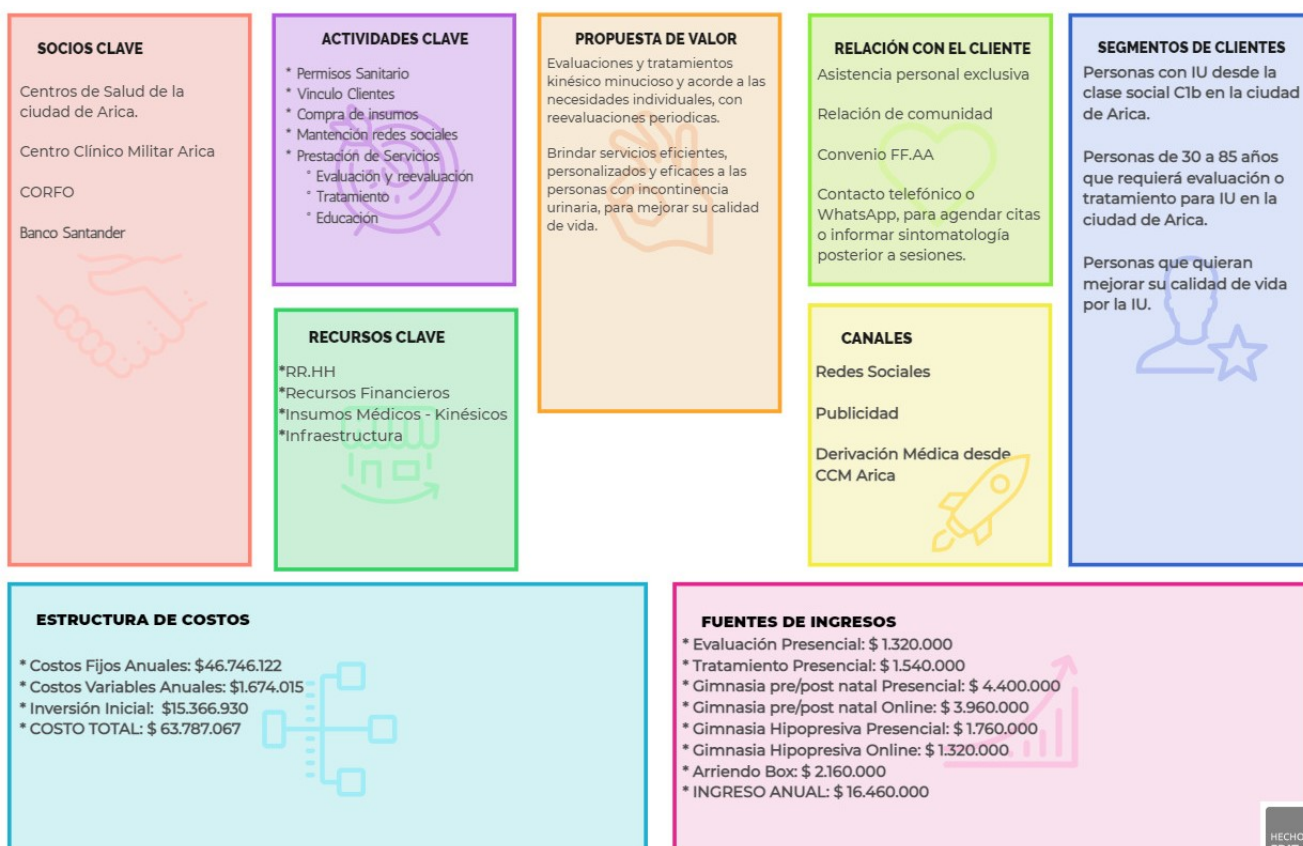 SOCIOS CLAVE
Centros de Salud de la
ciudad de Arica.
Centro Clínico Militar Arica
CORFO
Banco Santander
ACTIVIDADES CLAVE
* Permisos Sanitario
* Vinculo Clientes
* Compra de insumos
* Mantención redes sociales
* Prestación de Servicios
° Evaluación y reevaluación
° Tratamiento
° Educación
RECURSOS CLAVE
*RR.HH
*Recursos Financieros
*Insumos Médicos - Kinésicos
*Infraestructura
PROPUESTA DE VALOR
Evaluaciones y tratamientos
kinésico minucioso y acorde a las
necesidades individuales, con
reevaluaciones periodicas.
Brindar servicios eficientes,
personalizados y eficaces a las
personas con incontinencia
urinaria, para mejorar su calidad
de vida.
RELACIÓN CON EL CLIENTE
Asistencia personal exclusiva
Relación de comunidad
Convenio FF.AA
Contacto telefónico o
WhatsApp, para agendar citas
o informar sintomatología
posterior a sesiones.
CANALES
Redes Sociales
Publicidad
Derivación Médica desde
CCM Arica
SEGMENTOS DE CLIENTES
Personas con IU desde la
clase social C1b en la ciudad
de Arica.
Personas de 30 a 85 años
que requierá evaluación o
tratamiento para IU en la
ciudad de Arica.
Personas que quieran
mejorar su calidad de vida
por la IU.
ESTRUCTURA DE COSTOS
* Costos Fijos Anuales: $46.746.122
* Costos Variables Anuales: $1.674.015
* Inversión Inicial: $15.366.930
* COSTO TOTAL: $ 63.787.067
FUENTES DE INGRESOS
* Evaluación Presencial: $ 1.320.000
* Tratamiento Presencial: $ 1.540.000
* Gimnasia pre/post natal Presencial: $ 4.400.000
* Gimnasia pre/post natal Online: $ 3.960.000
* Gimnasia Hipopresiva Presencial: $ 1.760.000
* Gimnasia Hipopresiva Online: $ 1.320.000
* Arriendo Box: $ 2.160.000
* INGRESO ANUAL: $ 16.460.000
HECHO